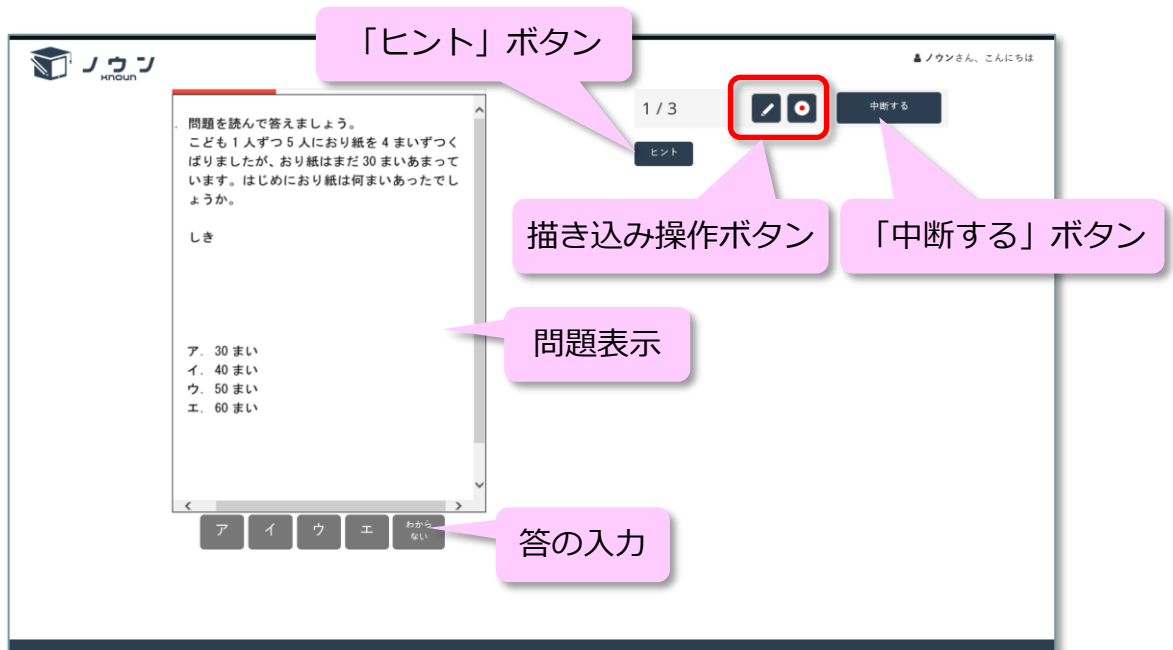 「ヒント」ボタン
ノウン
KNOUN
ノウンさん、こんにちは
1 / 3
中断する
ヒント
. 問題を読んで答えましょう。
こども 1 人ずつ 5 人におり紙を 4 まいずつく
ばりましたが、おり紙はまだ 30 まいあまって
います。はじめにおり紙は何まいあったでし
ょうか。
しき
描き込み操作ボタン
「中断する」ボタン
問題表示
ア. 30 まい
イ. 40 まい
ウ. 50 まい
エ. 60 まい
ア イ ウ エ わから
ない
答の入力